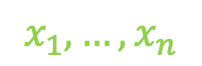 x₁, ..., xₙ